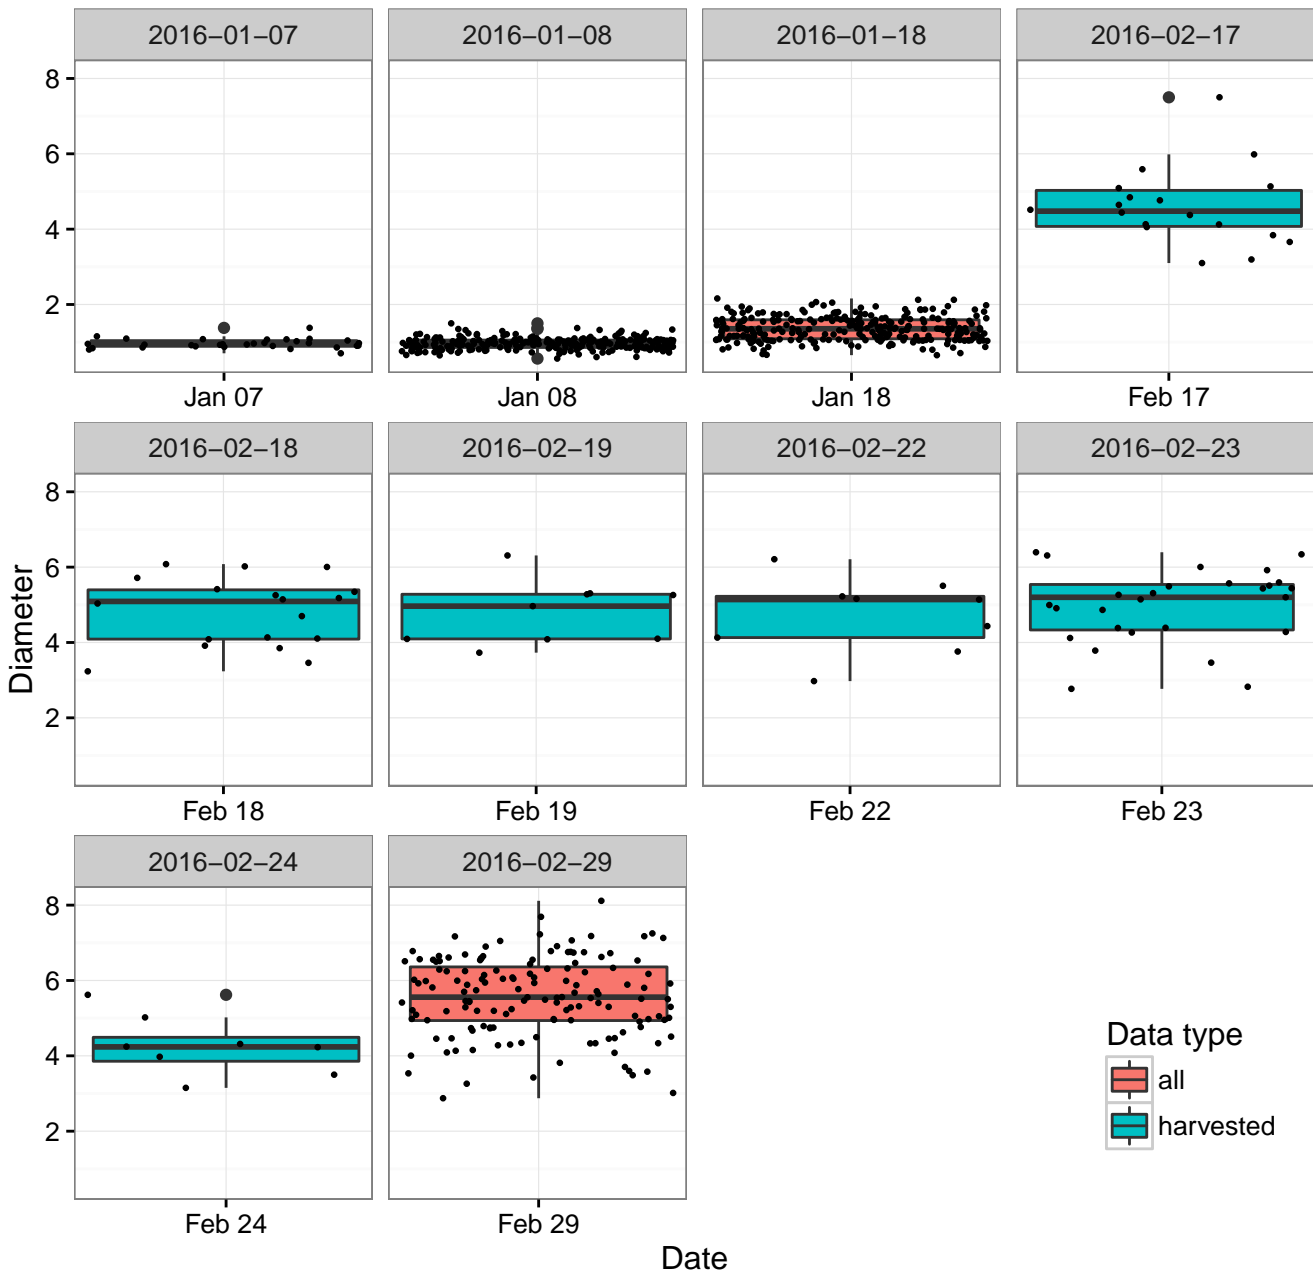 2016−01−07 2016−01−08 2016−01−18 2016−02−17
8
6
4
2
Jan 07 Jan 08 Jan 18 Feb 17
2016−02−18 2016−02−19 2016−02−22 2016−02−23
8
6
4
2
Diameter
Feb 18 Feb 19 Feb 22 Feb 23
2016−02−24 2016−02−29
8
6
4
2
Data type
all
harvested
Feb 24 Feb 29
Date